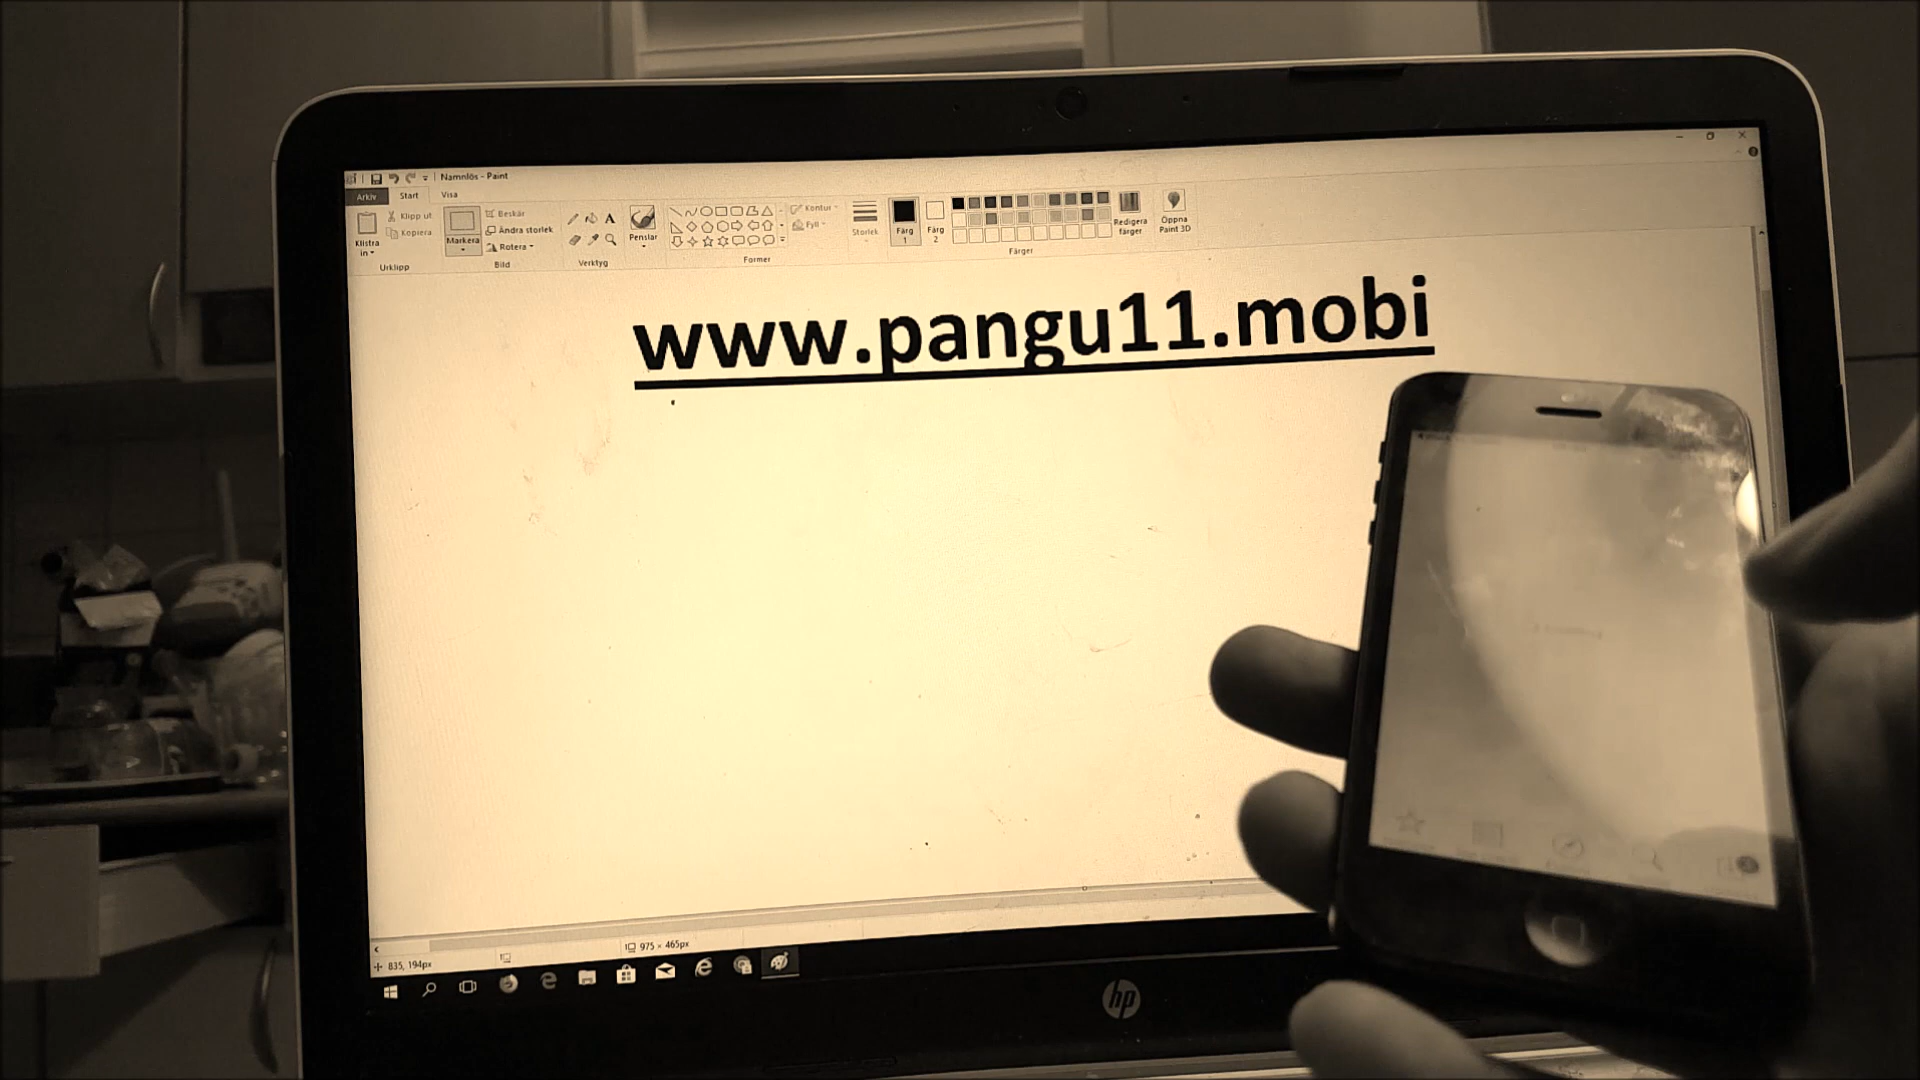 Namnlös - Paint
Arkiv Start Visa
Klistra in
Klipp ut
Kopiera
Urklipp
Markera
Beskär
Ändra storlek
Rotera
Bild
A
Verktyg
Penslar
Kontur
Fyll
Former
Storlek
Färg 1
Färg 2
Redigera färger
Färger
Öppna Paint 3D
www.pangu11.mobi
835, 194px
975 × 465px
hp